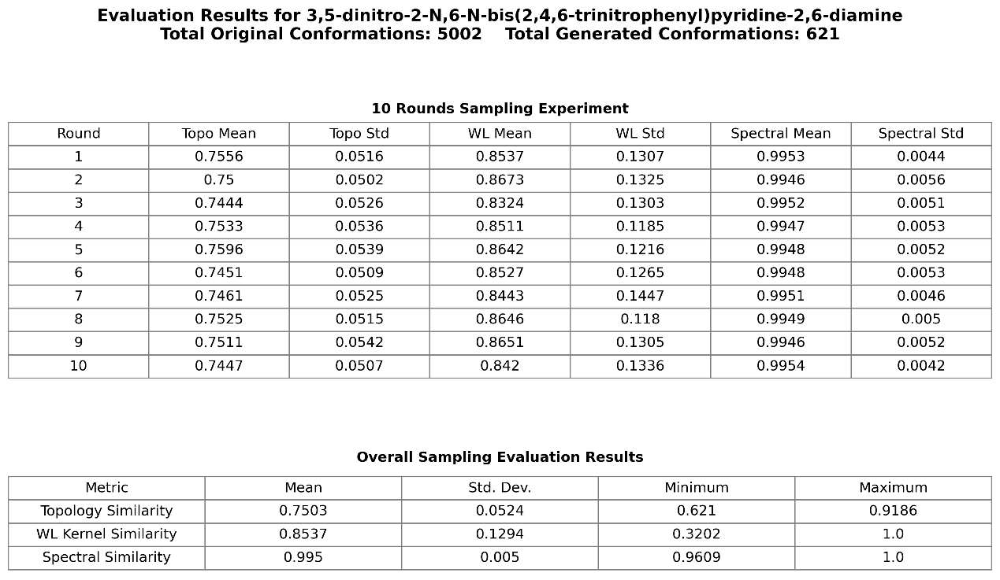 Evaluation Results for 3,5-dinitro-2-N,6-N-bis(2,4,6-trinitrophenyl)pyridine-2,6-diamine
Total Original Conformations: 5002    Total Generated Conformations: 621
10 Rounds Sampling Experiment
Round Topo Mean Topo Std WL Mean WL Std Spectral Mean Spectral Std
1 0.7556 0.0516 0.8537 0.1307 0.9953 0.0044
2 0.75 0.0502 0.8673 0.1325 0.9946 0.0056
3 0.7444 0.0526 0.8324 0.1303 0.9952 0.0051
4 0.7533 0.0536 0.8511 0.1185 0.9947 0.0053
5 0.7596 0.0539 0.8642 0.1216 0.9948 0.0052
6 0.7451 0.0509 0.8527 0.1265 0.9948 0.0053
7 0.7461 0.0525 0.8443 0.1447 0.9951 0.0046
8 0.7525 0.0515 0.8646 0.118 0.9949 0.005
9 0.7511 0.0542 0.8651 0.1305 0.9946 0.0052
10 0.7447 0.0507 0.842 0.1336 0.9954 0.0042
Overall Sampling Evaluation Results
Metric Mean Std. Dev. Minimum Maximum
Topology Similarity 0.7503 0.0524 0.621 0.9186
WL Kernel Similarity 0.8537 0.1294 0.3202 1.0
Spectral Similarity 0.995 0.005 0.9609 1.0